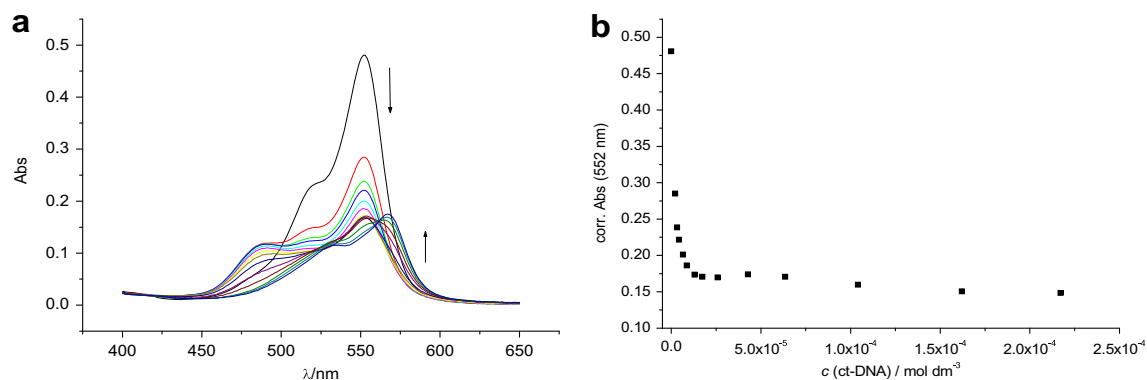 a
Abs
0.5
0.4
0.3
0.2
0.1
0.0
400 450 500 550 600 650
λ/nm
b
corr. Abs (552 nm)
0.50
0.45
0.40
0.35
0.30
0.25
0.20
0.15
0.10
0.0 5.0x10⁻⁵ 1.0x10⁻⁴ 1.5x10⁻⁴ 2.0x10⁻⁴ 2.5x10⁻⁴
c (ct-DNA) / mol dm⁻³